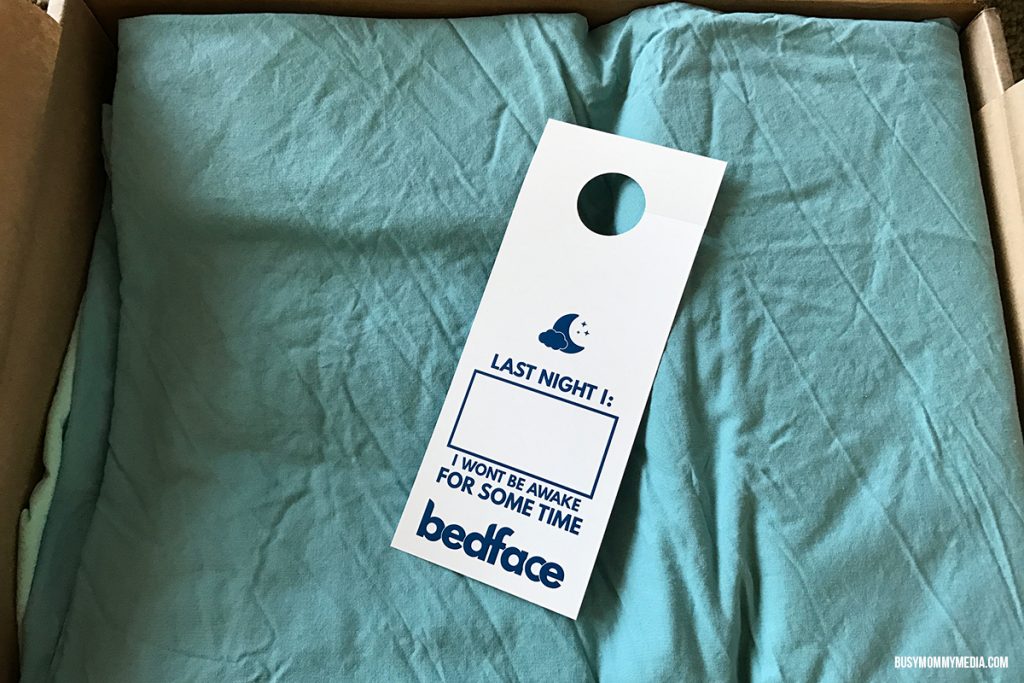 LAST NIGHT I:
I WONT BE AWAKE
FOR SOME TIME
bedface
BUSYMOMMYMEDIA.COM